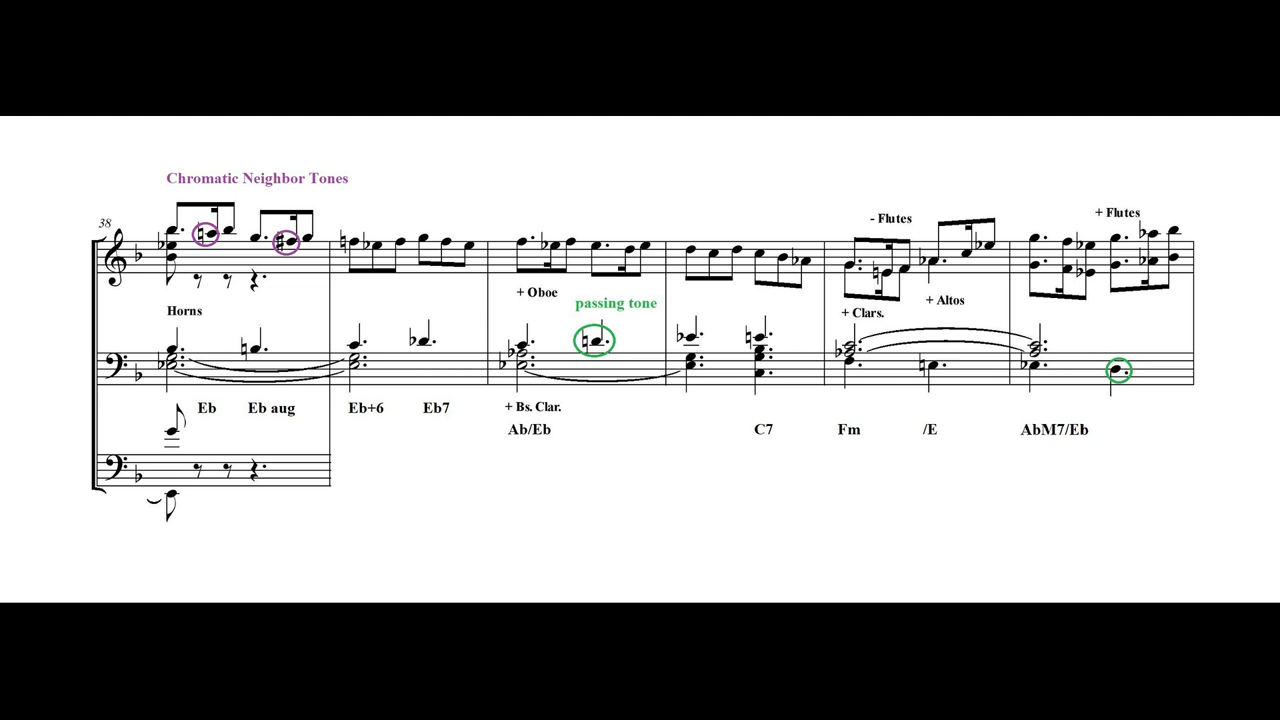 Chromatic Neighbor Tones
38
- Flutes
+ Flutes
+ Oboe
passing tone
+ Altos
Horns
+ Clars.
Eb Eb aug Eb+6 Eb7 + Bs. Clar.
Ab/Eb C7 Fm /E AbM7/Eb